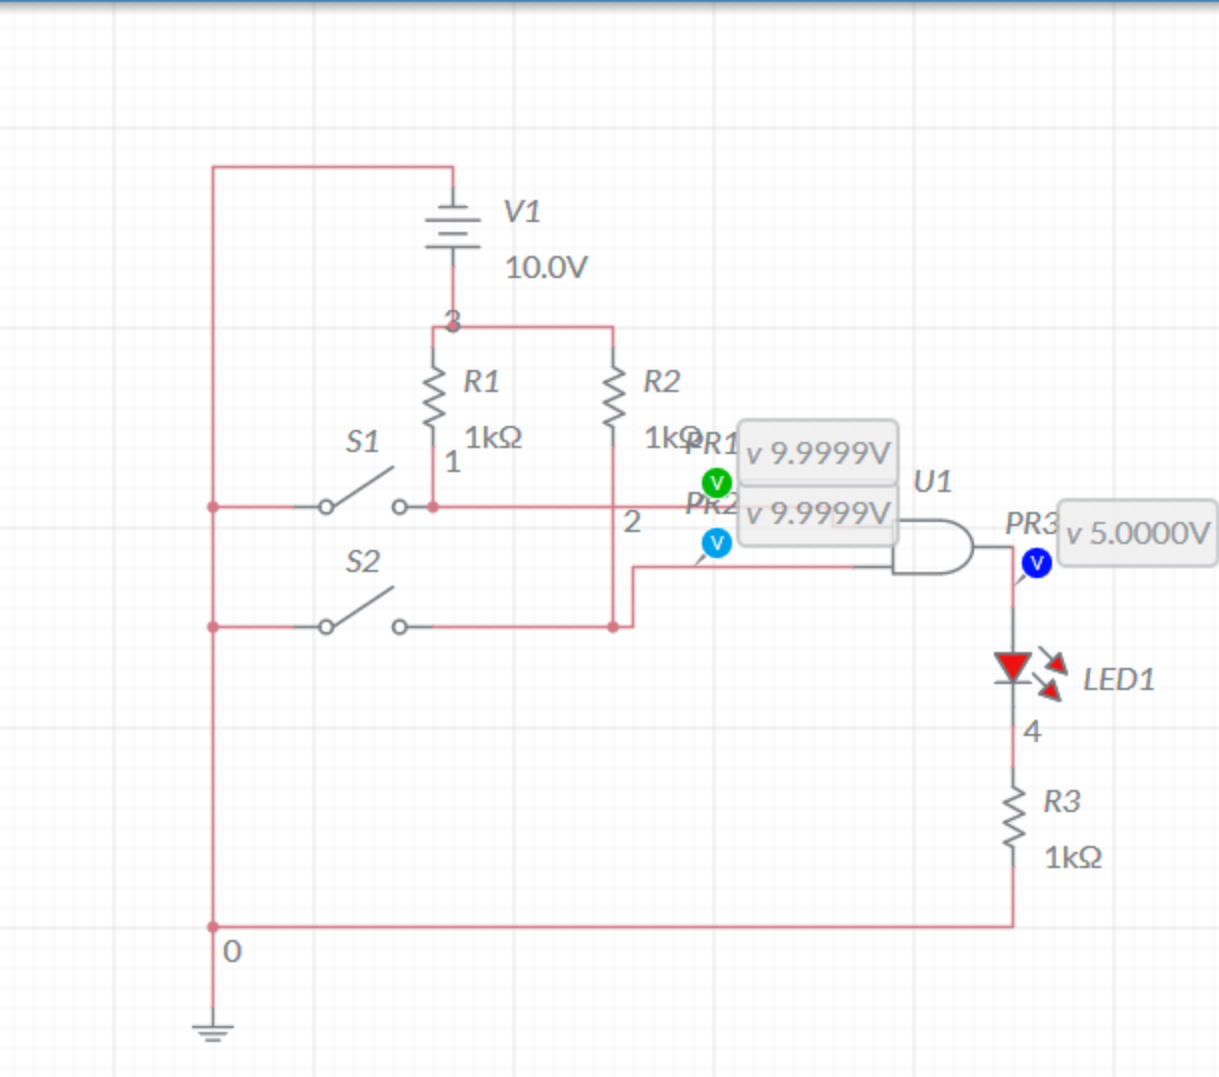 V1
10.0V
3
R1
1kΩ
R2
1kΩ
S1
1
PR1
v 9.9999V
V
PR2
v 9.9999V
V
2
U1
PR3
v 5.0000V
V
S2
LED1
4
R3
1kΩ
0